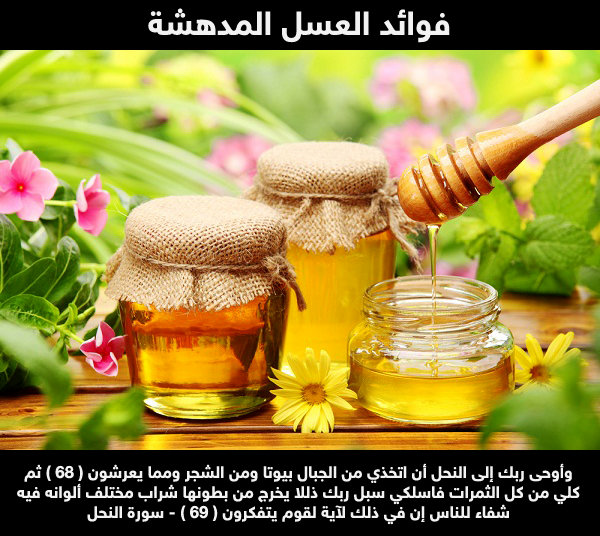 فوائد العسل المدهشة
وأوحى ربك إلى النحل أن اتخذي من الجبال بيوتا ومن الشجر ومما يعرشون ( 68 ) ثم
كلي من كل الثمرات فاسلكي سبل ربك ذللا يخرج من بطونها شراب مختلف ألوانه فيه
شفاء للناس إن في ذلك لآية لقوم يتفكرون ( 69 ) - سورة النحل